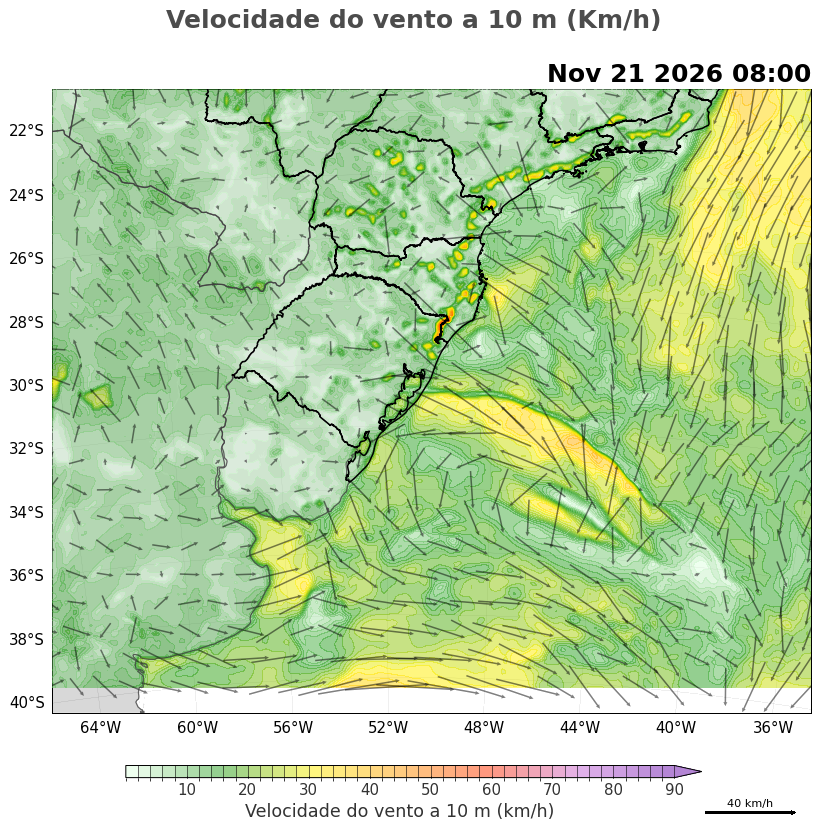 Velocidade do vento a 10 m (Km/h)
Nov 21 2026 08:00
22°S
24°S
26°S
28°S
30°S
32°S
34°S
36°S
38°S
40°S
64°W 60°W 56°W 52°W 48°W 44°W 40°W 36°W
10 20 30 40 50 60 70 80 90
Velocidade do vento a 10 m (km/h)
40 km/h